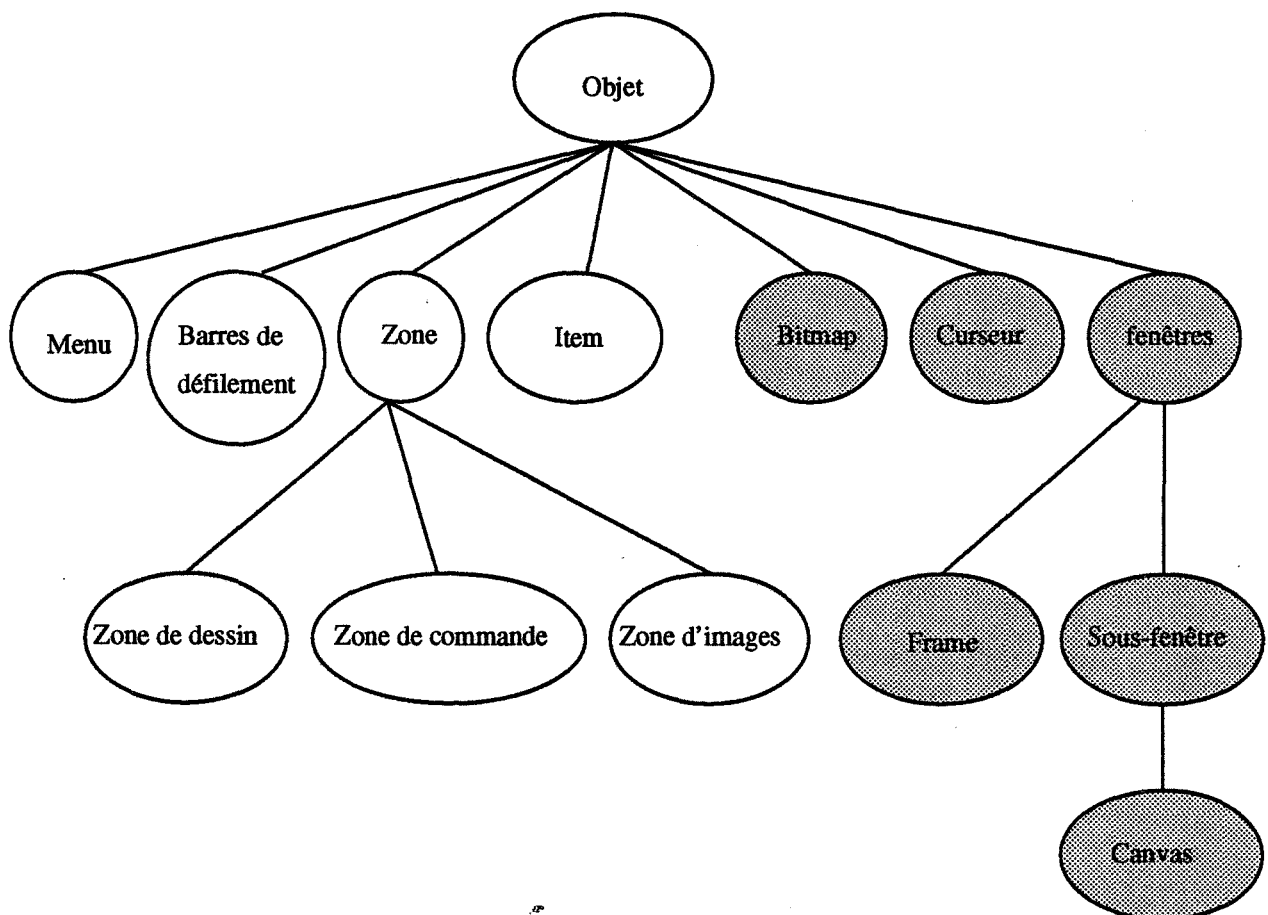 Objet
Menu
Barres de
défilement
Zone
Item
Bitmap
Curseur
fenêtres
Zone de dessin
Zone de commande
Zone d'images
Frame
Sous-fenêtre
Canvas